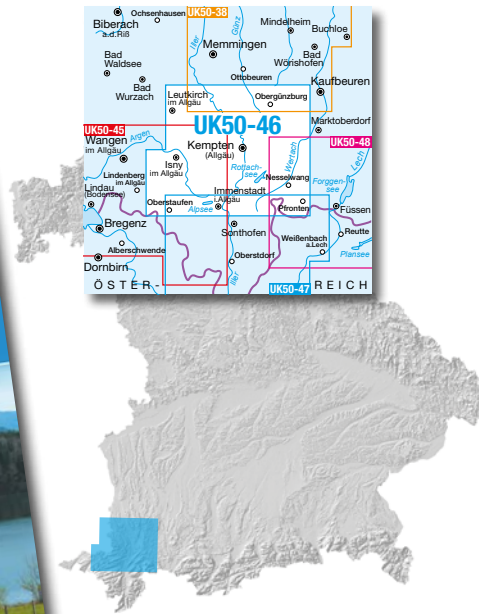 Ochsenhausen
UK50-38
Biberach
a.d.Riß
Iller
Günz
Mindelheim
Buchloe
Memmingen
Bad
Waldsee
Bad
Wörishofen
Ottobeuren
Bad
Wurzach
Kaufbeuren
Leutkirch
im Allgäu
Obergünzburg
UK50-46
Marktoberdorf
UK50-45
Argen
Wangen
im Allgäu
Kempten
(Allgäu)
Wertach
UK50-48
Lech
Isny
im Allgäu
Rottach-
see
Lindenberg
im Allgäu
Nesselwang
Forggen-
see
Lindau
(Bodensee)
Immenstadt
i.Allgäu
Oberstaufen
Alpsee
Pfronten
Füssen
Bregenz
Sonthofen
Reutte
Weißenbach
a.Lech
Alberschwende
Plansee
Oberstdorf
Dornbirn
Iller
ÖSTER-
REICH
UK50-47